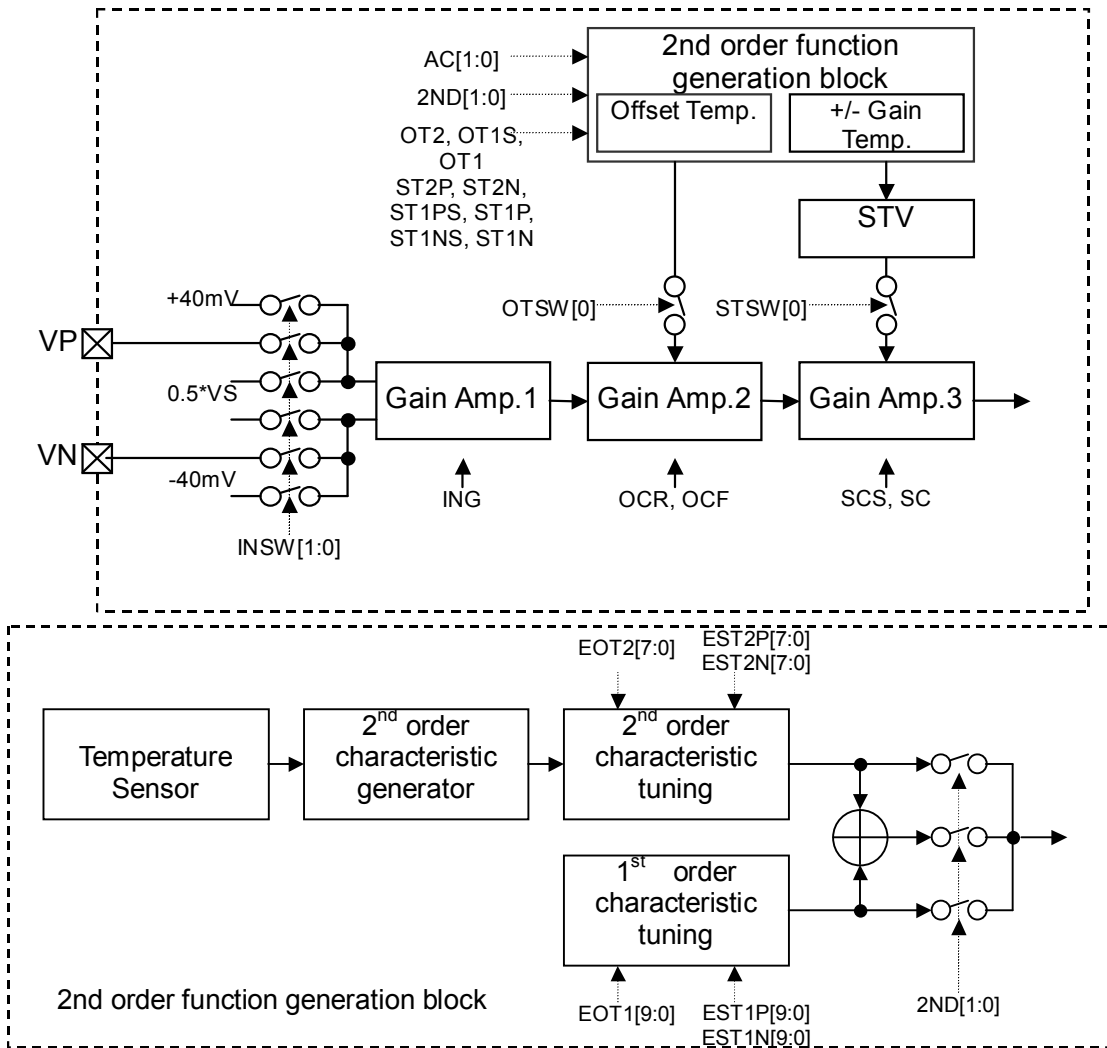 2nd order function
generation block
AC[1:0]
2ND[1:0]
Offset Temp.
+/- Gain
Temp.
OT2, OT1S,
OT1
ST2P, ST2N,
ST1PS, ST1P,
ST1NS, ST1N
STV
+40mV
OTSW[0]
STSW[0]
VP
0.5*VS
Gain Amp.1
Gain Amp.2
Gain Amp.3
VN
-40mV
ING
OCR, OCF
SCS, SC
INSW[1:0]
EOT2[7:0]
EST2P[7:0]
EST2N[7:0]
Temperature
Sensor
2nd order
characteristic
generator
2nd order
characteristic
tuning
1st order
characteristic
tuning
2nd order function generation block
EOT1[9:0]
EST1P[9:0]
EST1N[9:0]
2ND[1:0]